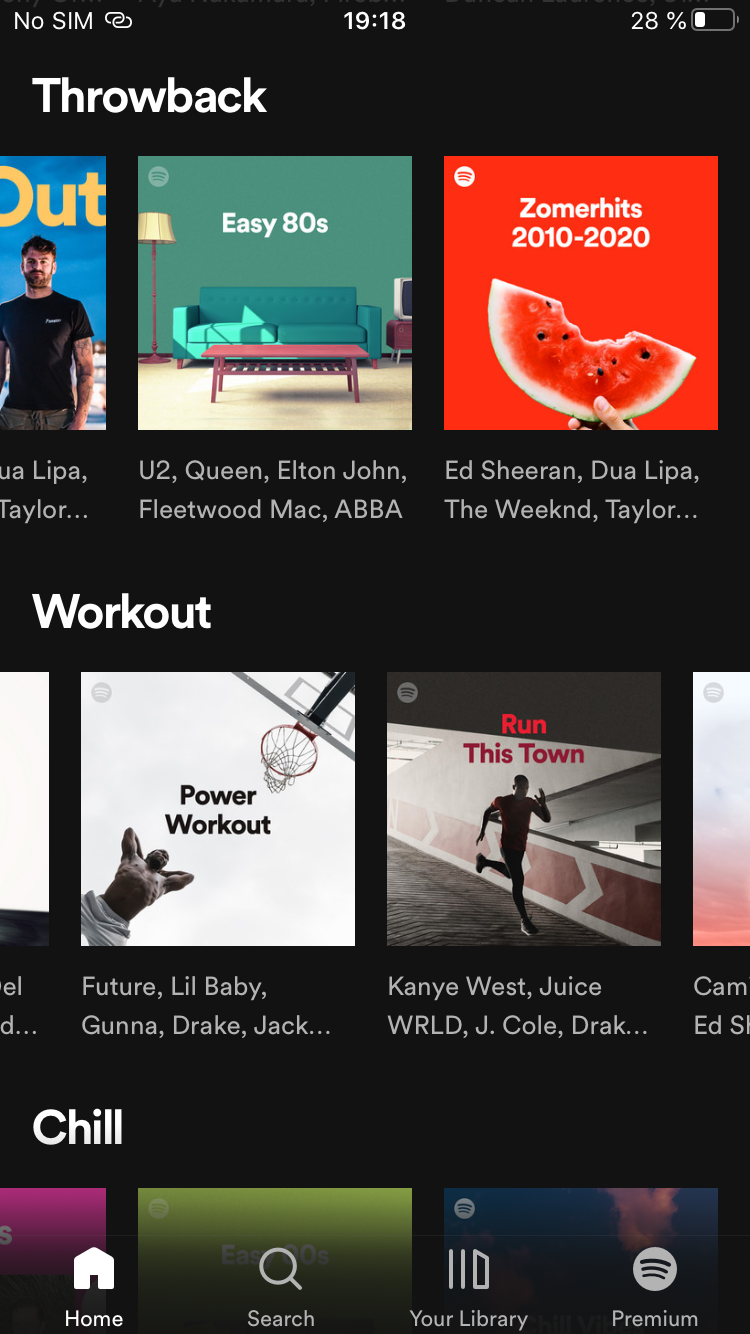 No SIM
19:18
28 %
Throwback
Out
Easy 80s
Zomerhits
2010-2020
ua Lipa,
Taylor...
U2, Queen, Elton John,
Fleetwood Mac, ABBA
Ed Sheeran, Dua Lipa,
The Weeknd, Taylor...
Workout
Power
Workout
Run
This Town
el
d...
Future, Lil Baby,
Gunna, Drake, Jack...
Kanye West, Juice
WRLD, J. Cole, Drak...
Cam
Ed Sh
Chill
s
Home
Search
Your Library
Premium